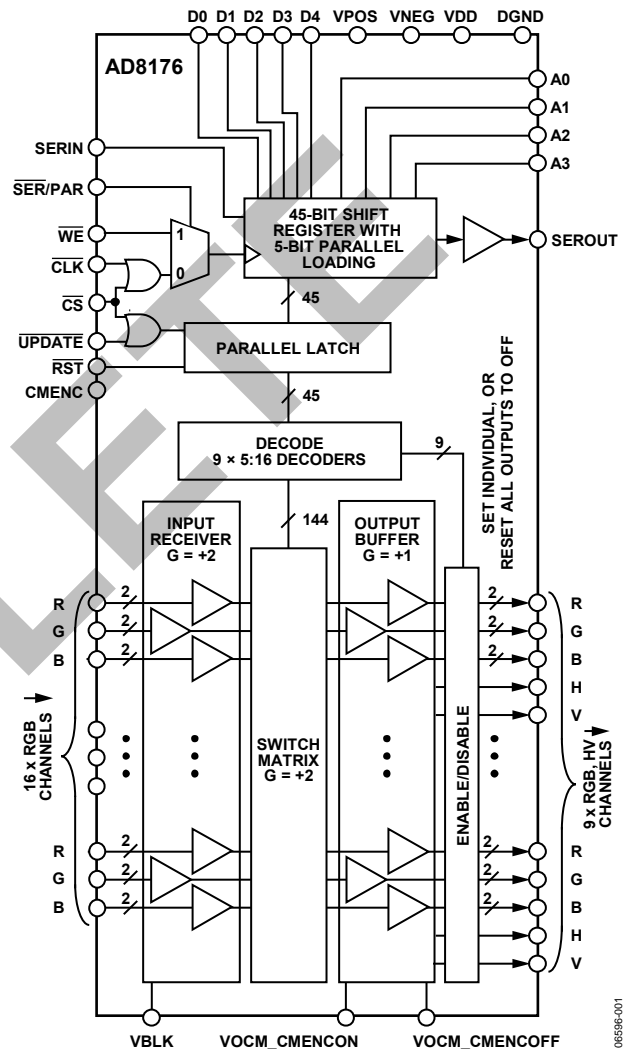 D0 D1 D2 D3 D4 VPOS VNEG VDD DGND
AD8176
A0
A1
A2
A3
SERIN
SER/PAR
WE
CLK
CS
UPDATE
RST
CMENC
1
0
45-BIT SHIFT
REGISTER WITH
5-BIT PARALLEL
LOADING
SEROUT
45
PARALLEL LATCH
45
DECODE
9 × 5:16 DECODERS
9
SET INDIVIDUAL, OR
RESET ALL OUTPUTS TO OFF
144
INPUT
RECEIVER
G = +2
OUTPUT
BUFFER
G = +1
R 2 2 R
G 2 2 G
B 2 2 B
H
V
16 x RGB
CHANNELS
SWITCH
MATRIX
G = +2
ENABLE/DISABLE
9 x RGB, HV
CHANNELS
R 2 2 R
G 2 2 G
B 2 2 B
H
V
VBLK VOCM_CMENCON VOCM_CMENCOFF
06596-001
LETE